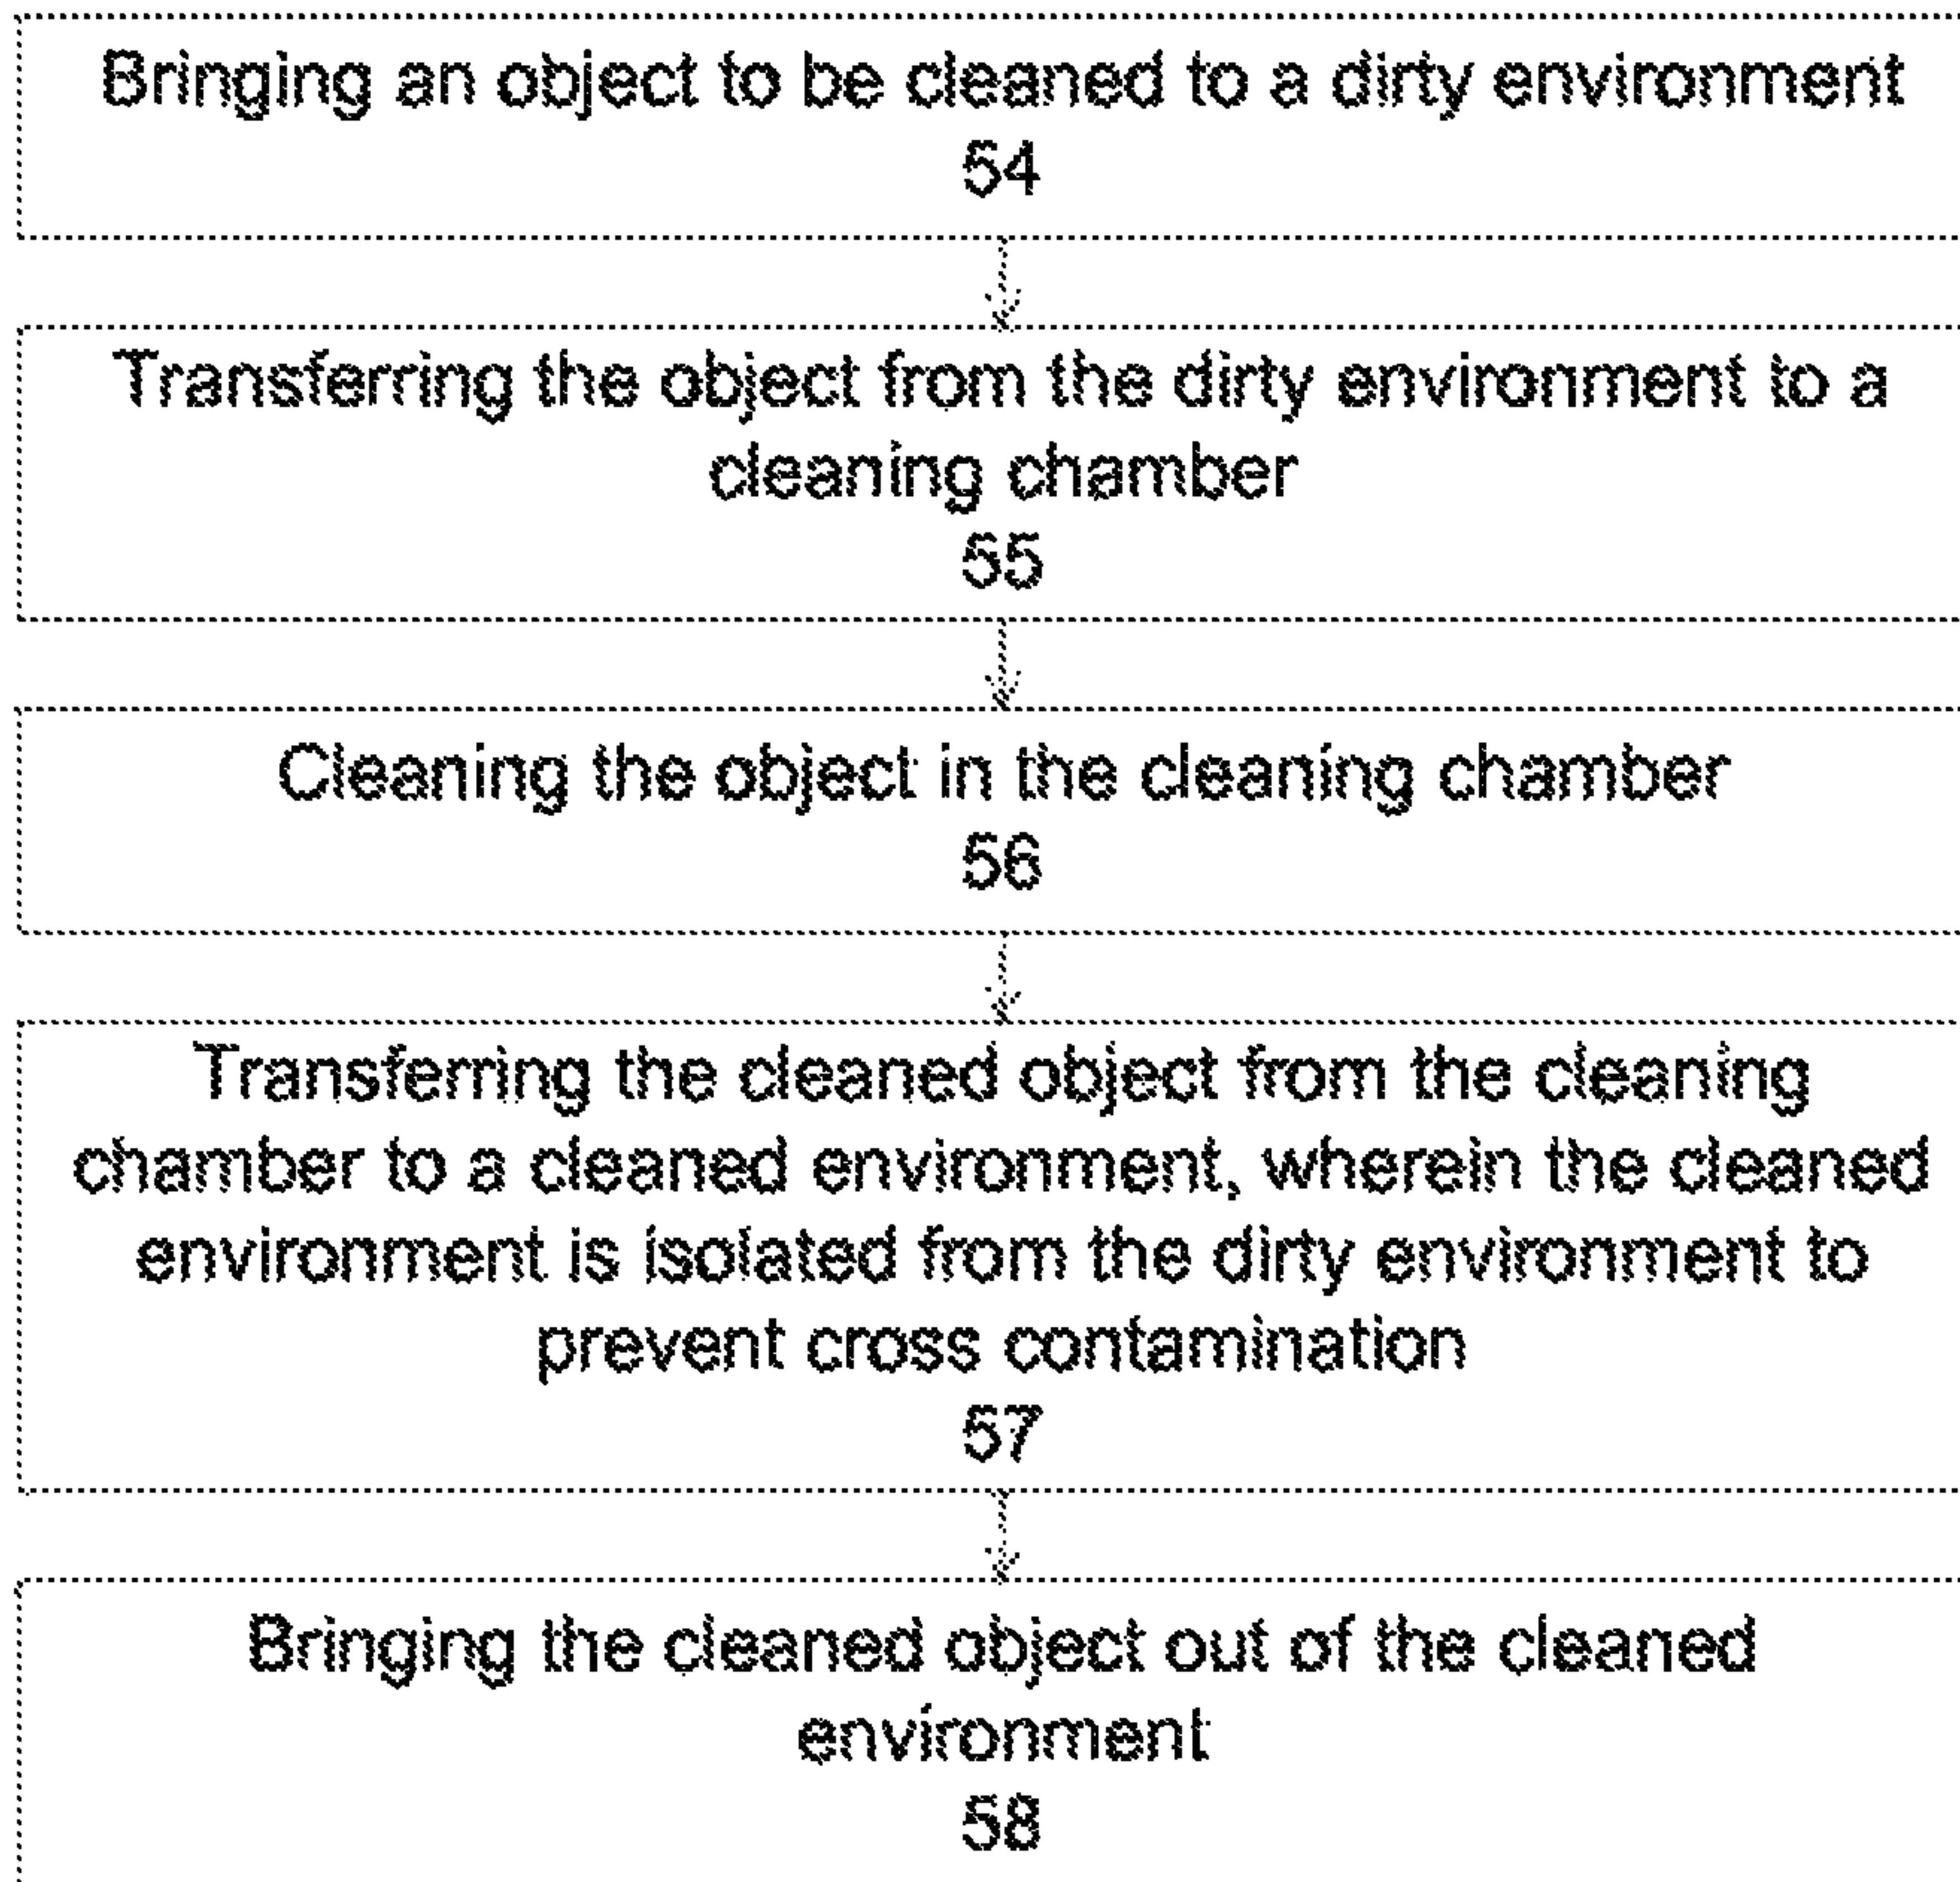 Bringing an object to be cleaned to a dirty environment
54
Transferring the object from the dirty environment to a
cleaning chamber
55
Cleaning the object in the cleaning chamber
56
Transferring the cleaned object from the cleaning
chamber to a cleaned environment, wherein the cleaned
environment is isolated from the dirty environment to
prevent cross contamination
57
Bringing the cleaned object out of the cleaned
environment
58